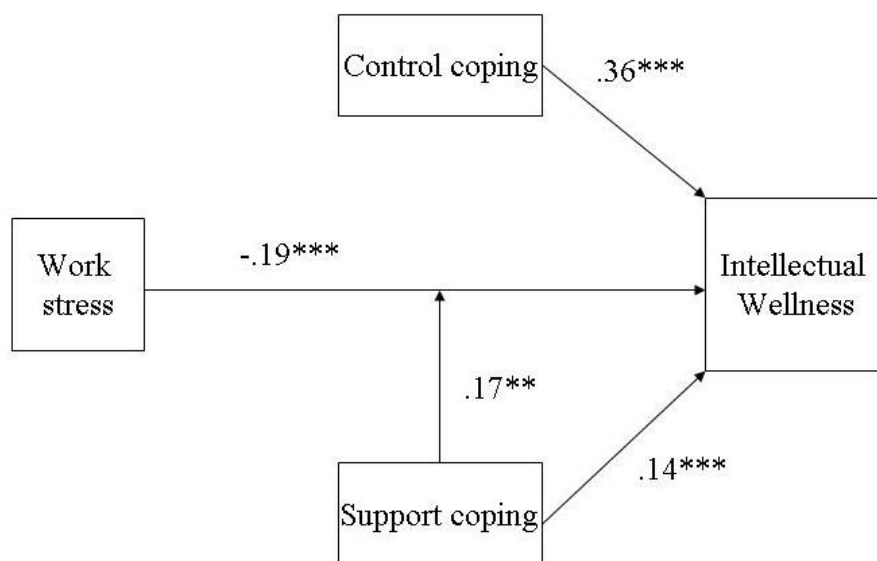 Control coping
.36***
Work
stress
-.19***
Intellectual
Wellness
.17**
Support coping
.14***